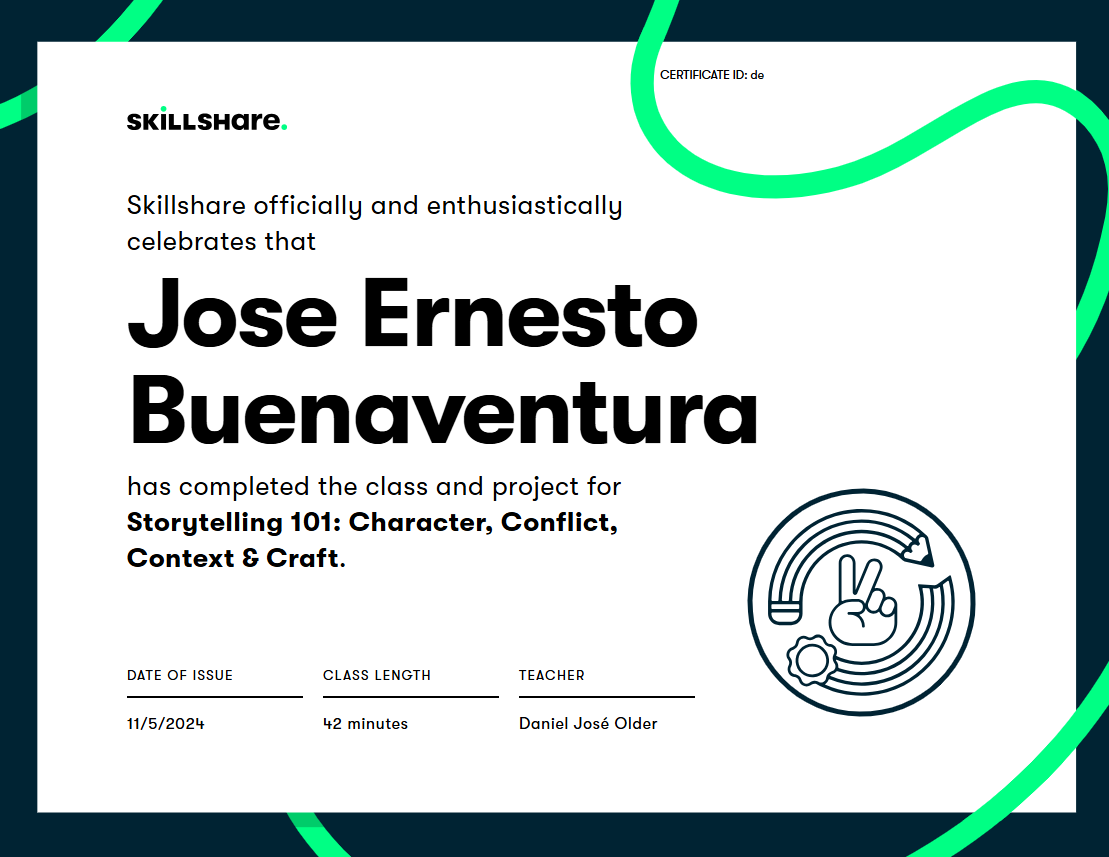 CERTIFICATE ID: de
SKiLLSHare.
Skillshare officially and enthusiastically
celebrates that
Jose Ernesto
Buenaventura
has completed the class and project for
Storytelling 101: Character, Conflict,
Context & Craft.
DATE OF ISSUE CLASS LENGTH TEACHER
11/5/2024 42 minutes Daniel José Older